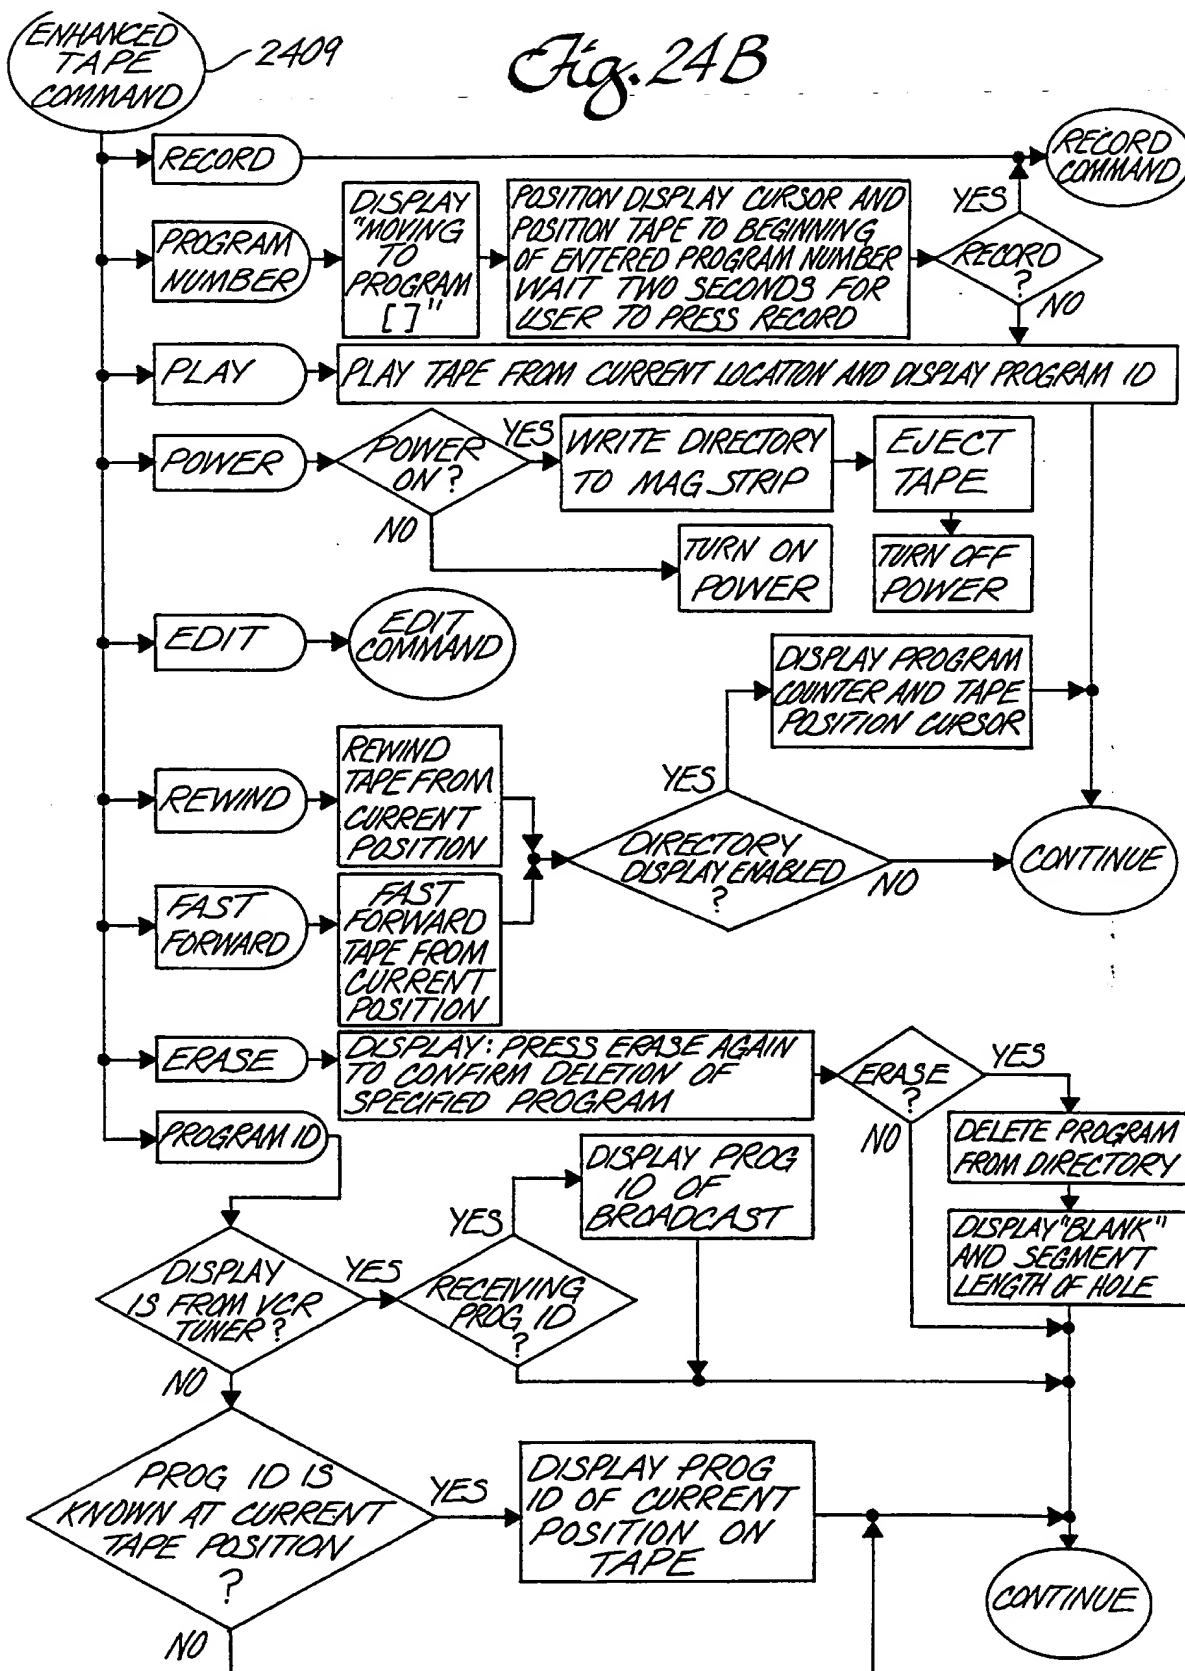 ENHANCED
TAPE
COMMAND
2409
Fig. 24B
RECORD
RECORD
COMMAND
PROGRAM
NUMBER
DISPLAY
"MOVING
TO
PROGRAM
[ ]"
POSITION DISPLAY CURSOR AND
POSITION TAPE TO BEGINNING
OF ENTERED PROGRAM NUMBER
WAIT TWO SECONDS FOR
USER TO PRESS RECORD
YES
RECORD
?
NO
PLAY
PLAY TAPE FROM CURRENT LOCATION AND DISPLAY PROGRAM ID
POWER
POWER
ON?
YES
NO
WRITE DIRECTORY
TO MAG STRIP
EJECT
TAPE
TURN ON
POWER
TURN OFF
POWER
EDIT
EDIT
COMMAND
DISPLAY PROGRAM
COUNTER AND TAPE
POSITION CURSOR
REWIND
REWIND
TAPE FROM
CURRENT
POSITION
YES
DIRECTORY
DISPLAY ENABLED
?
NO
CONTINUE
FAST
FORWARD
FAST
FORWARD
TAPE FROM
CURRENT
POSITION
ERASE
DISPLAY: PRESS ERASE AGAIN
TO CONFIRM DELETION OF
SPECIFIED PROGRAM
ERASE
?
YES
NO
DELETE PROGRAM
FROM DIRECTORY
DISPLAY "BLANK"
AND SEGMENT
LENGTH OF HOLE
PROGRAM ID
DISPLAY
IS FROM VCR
TUNER?
YES
NO
RECEIVING
PROG ID
?
YES
DISPLAY PROG
ID OF
BROADCAST
PROG ID IS
KNOWN AT CURRENT
TAPE POSITION
?
YES
NO
DISPLAY PROG
ID OF CURRENT
POSITION ON
TAPE
CONTINUE